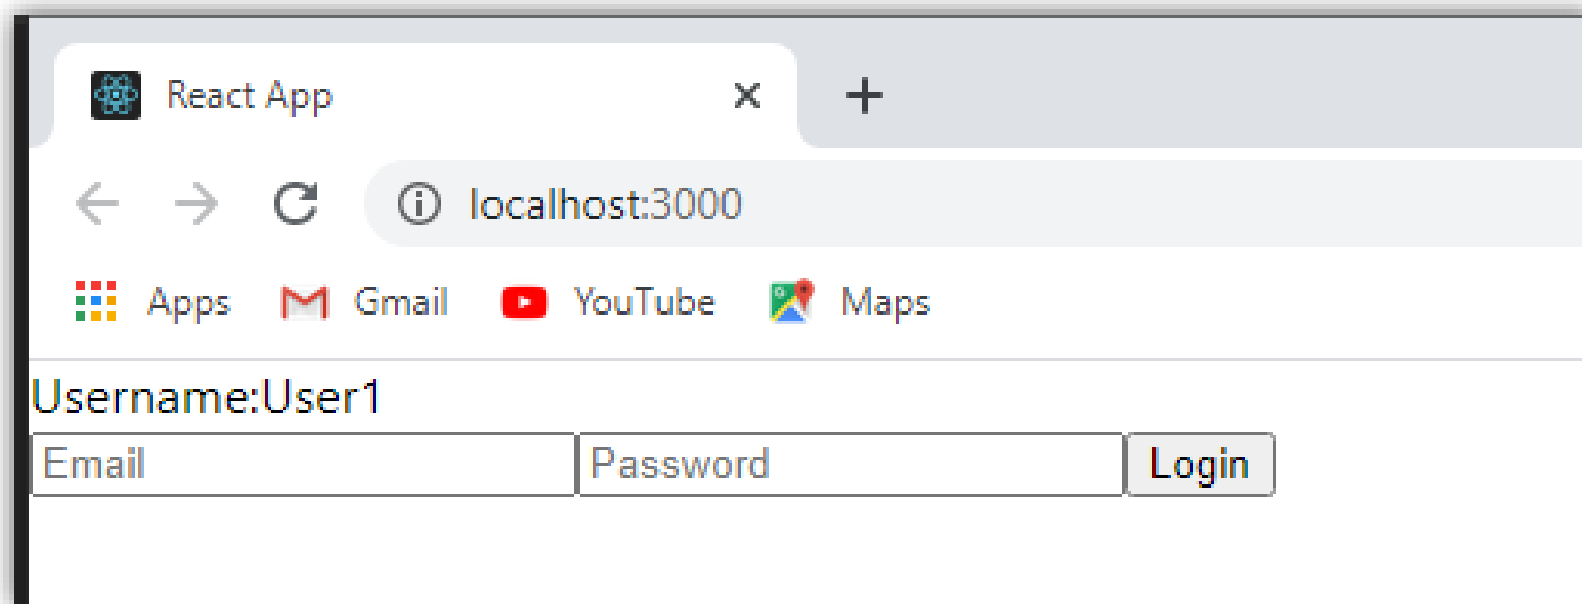 React App
localhost:3000
Apps Gmail YouTube Maps
Username:User1
Email Password Login